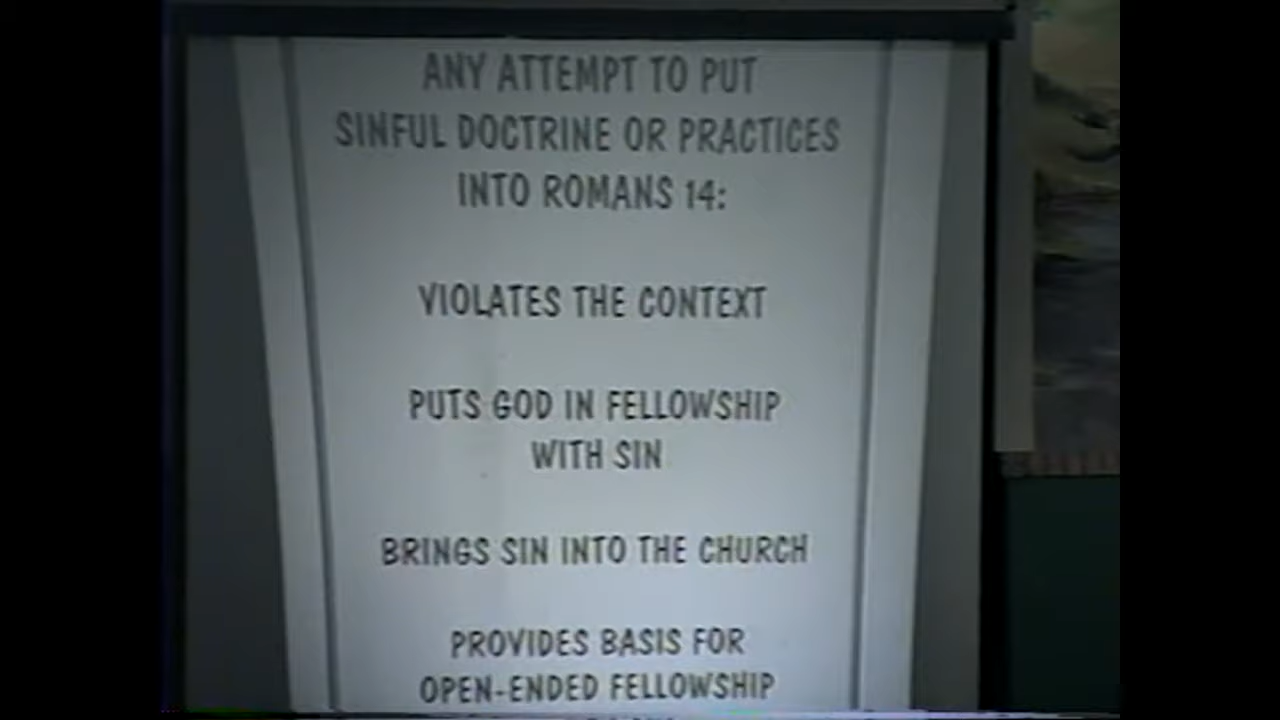 ANY ATTEMPT TO PUT
SINFUL DOCTRINE OR PRACTICES
INTO ROMANS 14:
VIOLATES THE CONTEXT
PUTS GOD IN FELLOWSHIP
WITH SIN
BRINGS SIN INTO THE CHURCH
PROVIDES BASIS FOR
OPEN-ENDED FELLOWSHIP